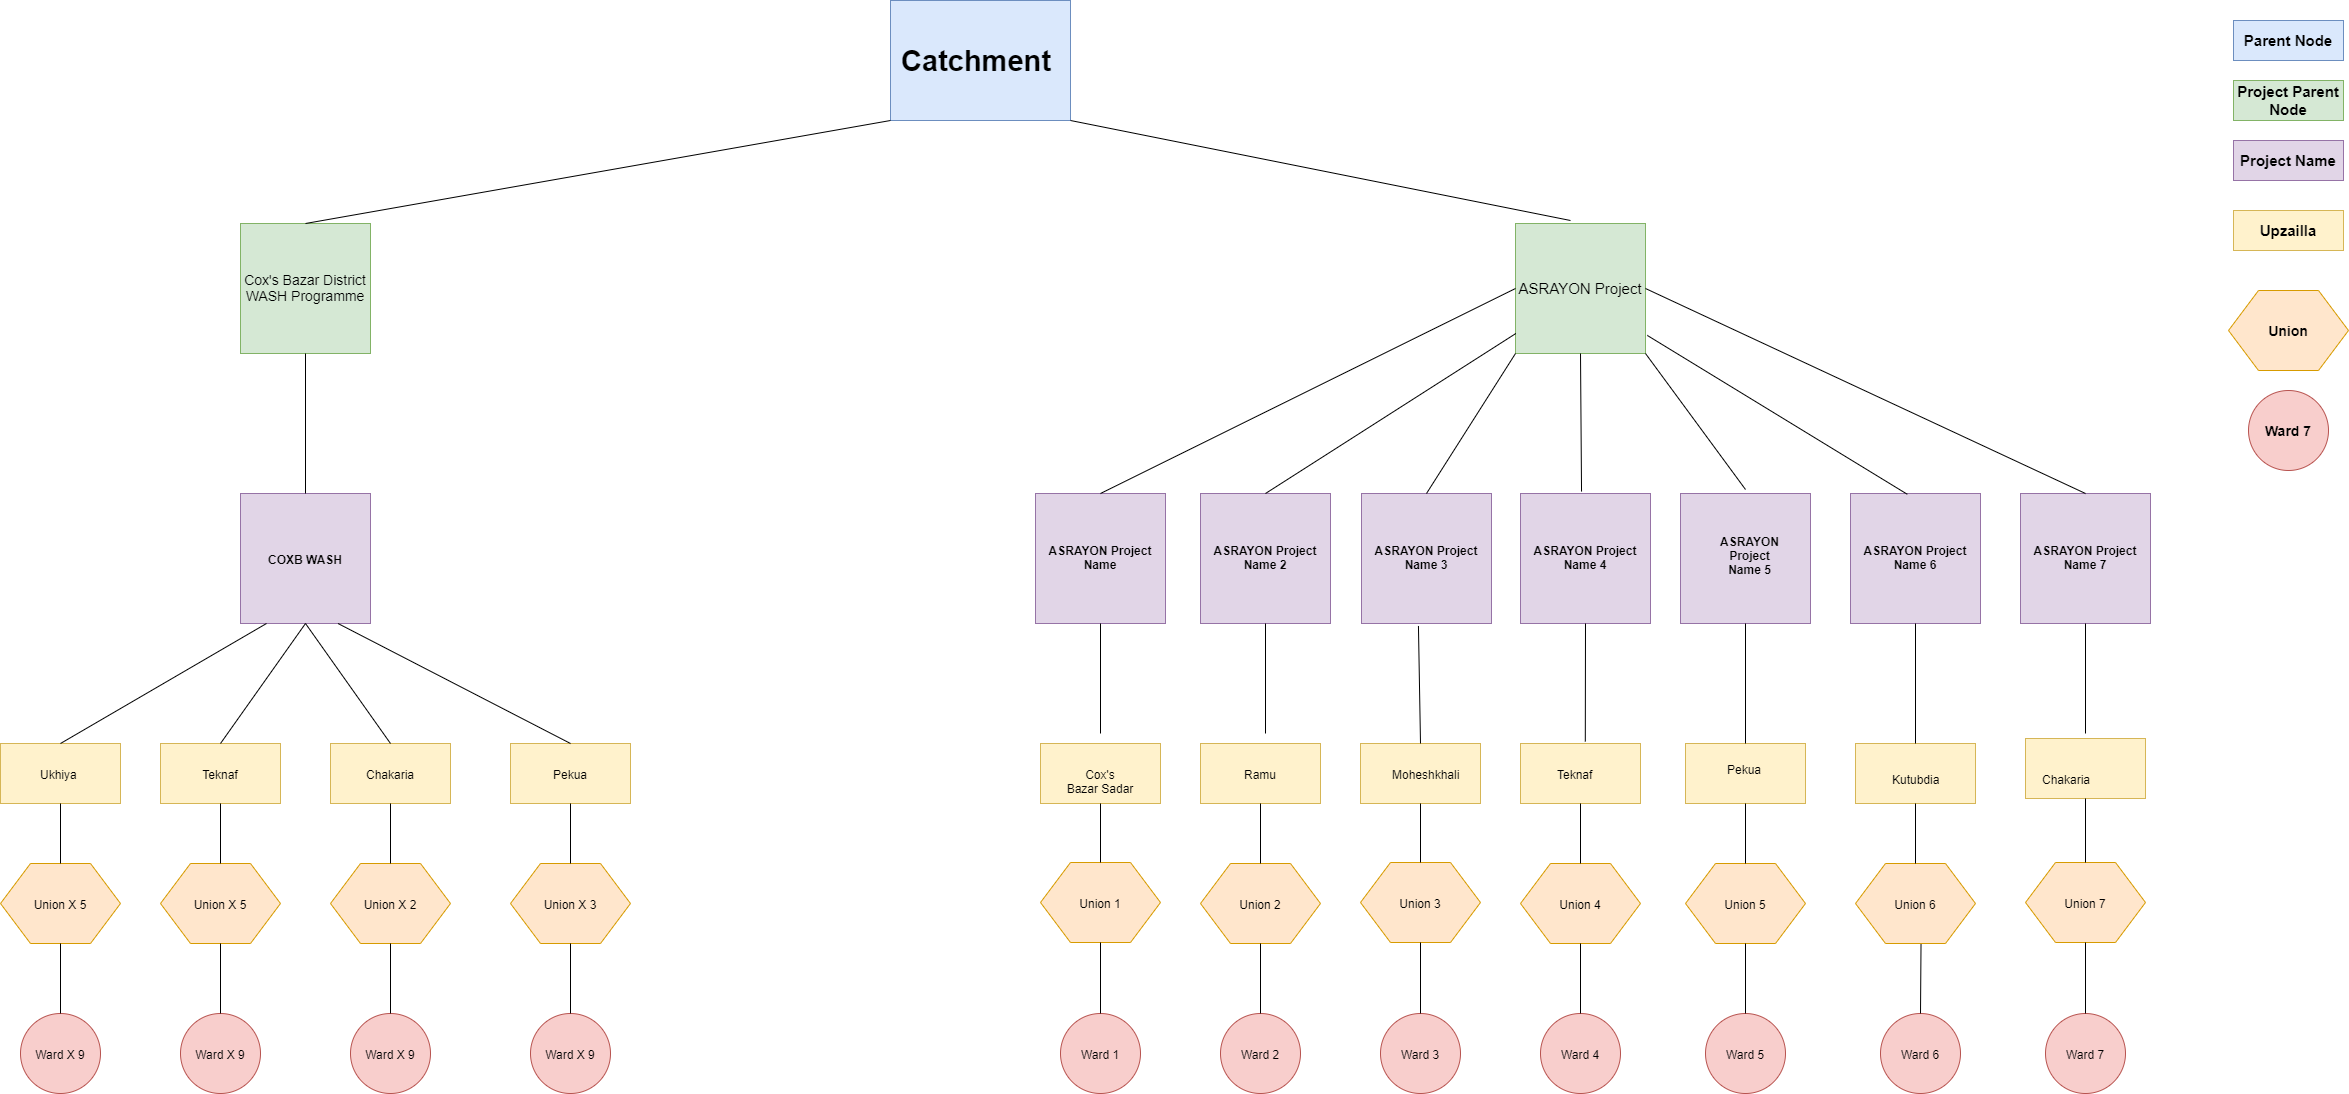 Catchment
Parent Node
Project Parent
Node
Project Name
Upzailla
Union
Ward 7
Cox's Bazar District
WASH Programme
ASRAYON Project
COXB WASH
ASRAYON Project
Name
ASRAYON Project
Name 2
ASRAYON Project
Name 3
ASRAYON Project
Name 4
ASRAYON
Project
Name 5
ASRAYON Project
Name 6
ASRAYON Project
Name 7
Ukhiya
Teknaf
Chakaria
Pekua
Cox's
Bazar Sadar
Ramu
Moheshkhali
Teknaf
Pekua
Kutubdia
Chakaria
Union X 5
Union X 5
Union X 2
Union X 3
Union 1
Union 2
Union 3
Union 4
Union 5
Union 6
Union 7
Ward X 9
Ward X 9
Ward X 9
Ward X 9
Ward 1
Ward 2
Ward 3
Ward 4
Ward 5
Ward 6
Ward 7